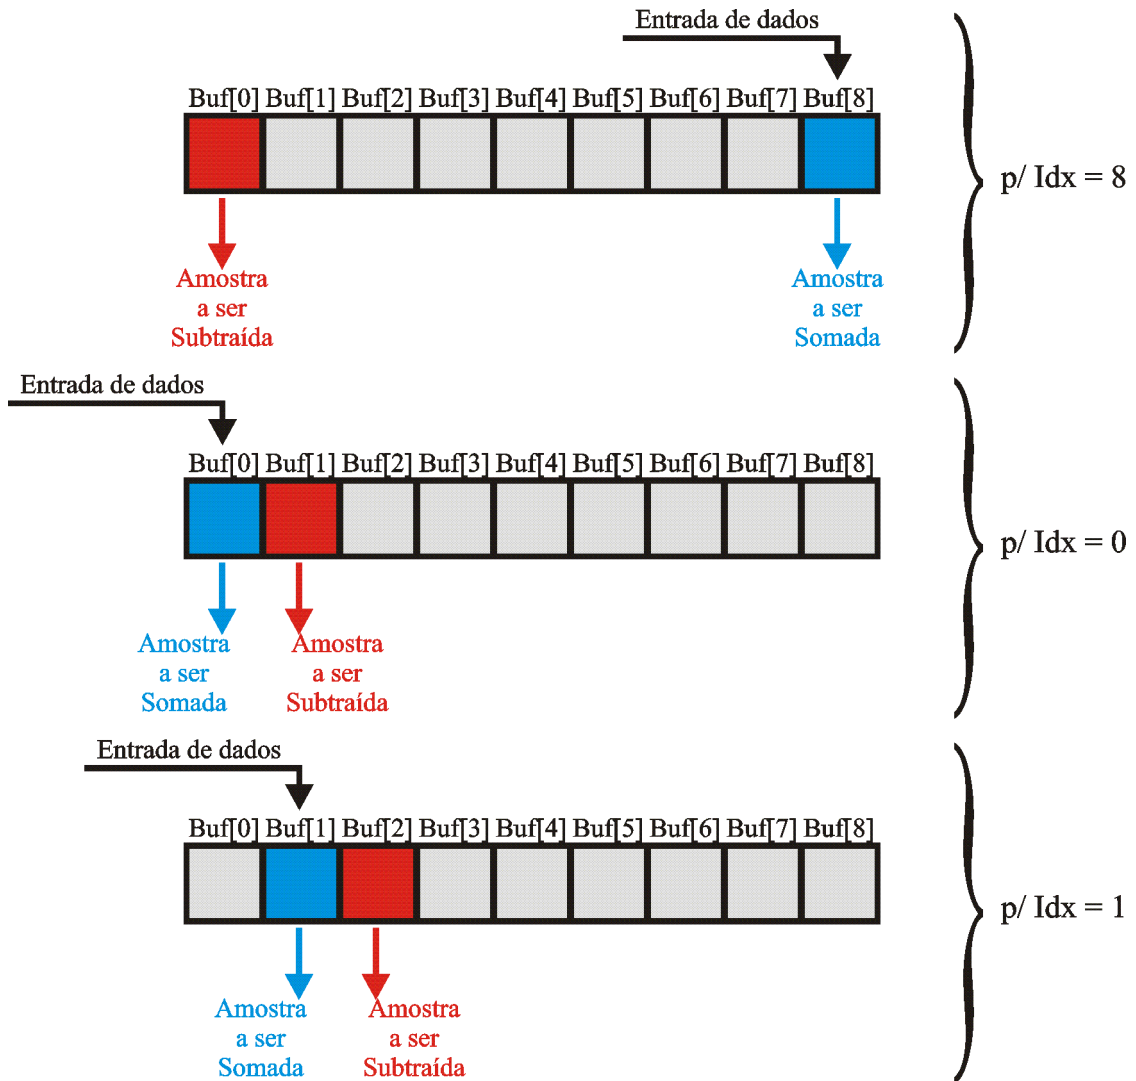 Entrada de dados
Buf[0] Buf[1] Buf[2] Buf[3] Buf[4] Buf[5] Buf[6] Buf[7] Buf[8]
p/ Idx = 8
Amostra
a ser
Subtraída
Amostra
a ser
Somada
Entrada de dados
Buf[0] Buf[1] Buf[2] Buf[3] Buf[4] Buf[5] Buf[6] Buf[7] Buf[8]
p/ Idx = 0
Amostra
a ser
Somada
Amostra
a ser
Subtraída
Entrada de dados
Buf[0] Buf[1] Buf[2] Buf[3] Buf[4] Buf[5] Buf[6] Buf[7] Buf[8]
p/ Idx = 1
Amostra
a ser
Somada
Amostra
a ser
Subtraída